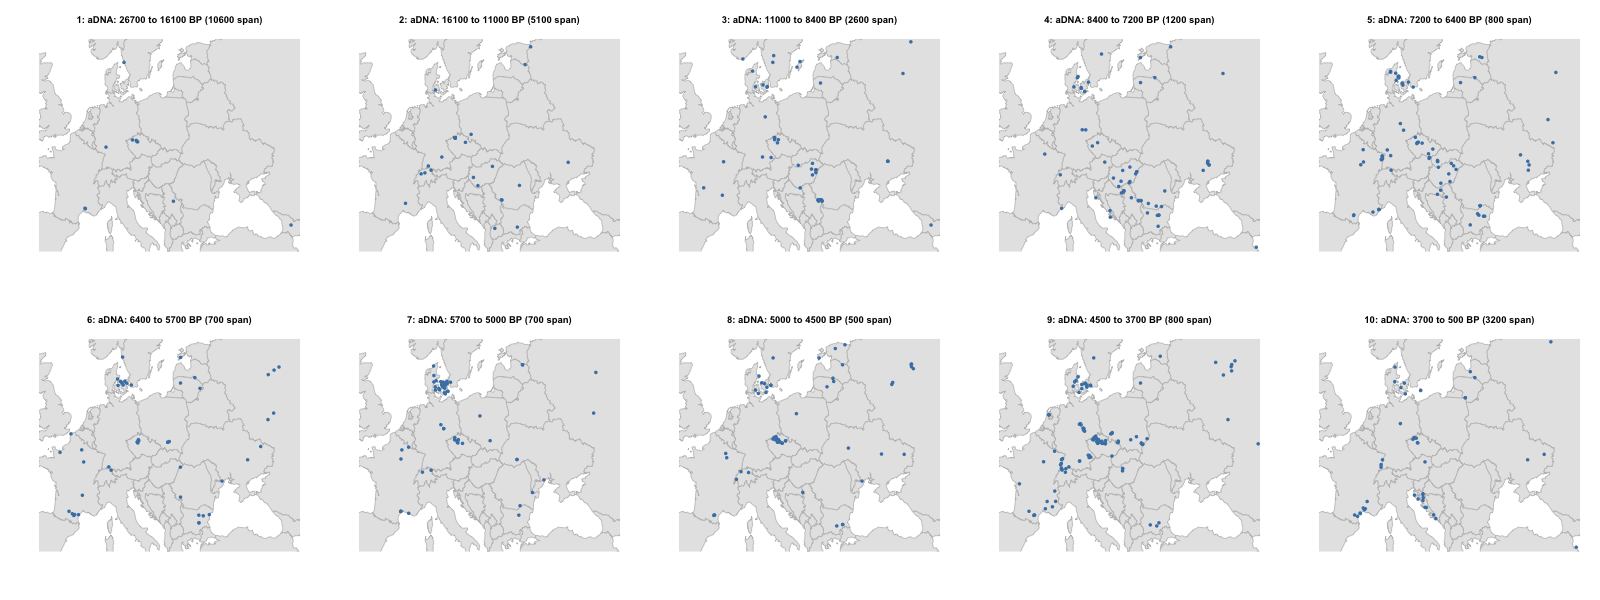 1: aDNA: 26700 to 16100 BP (10600 span)
2: aDNA: 16100 to 11000 BP (5100 span)
3: aDNA: 11000 to 8400 BP (2600 span)
4: aDNA: 8400 to 7200 BP (1200 span)
5: aDNA: 7200 to 6400 BP (800 span)
6: aDNA: 6400 to 5700 BP (700 span)
7: aDNA: 5700 to 5000 BP (700 span)
8: aDNA: 5000 to 4500 BP (500 span)
9: aDNA: 4500 to 3700 BP (800 span)
10: aDNA: 3700 to 500 BP (3200 span)